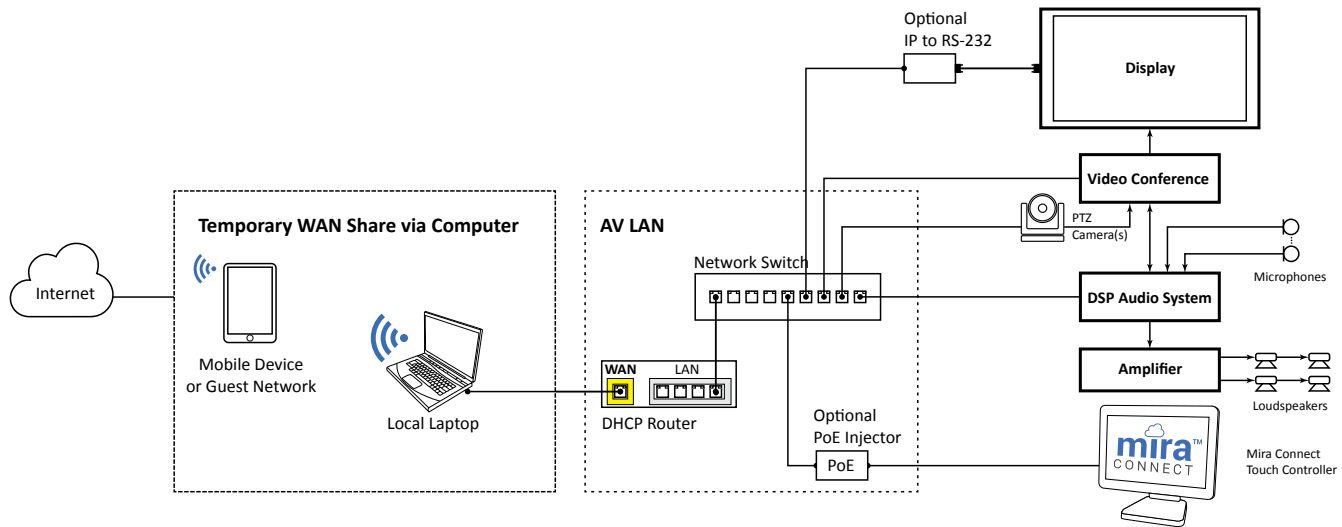 Optional
IP to RS-232
Display
Video Conference
PTZ
Camera(s)
Temporary WAN Share via Computer
AV LAN
Network Switch
Internet
Microphones
DSP Audio System
Mobile Device
or Guest Network
Local Laptop
WAN
LAN
DHCP Router
Amplifier
Loudspeakers
Optional
PoE Injector
PoE
mira™
CONNECT
Mira Connect
Touch Controller